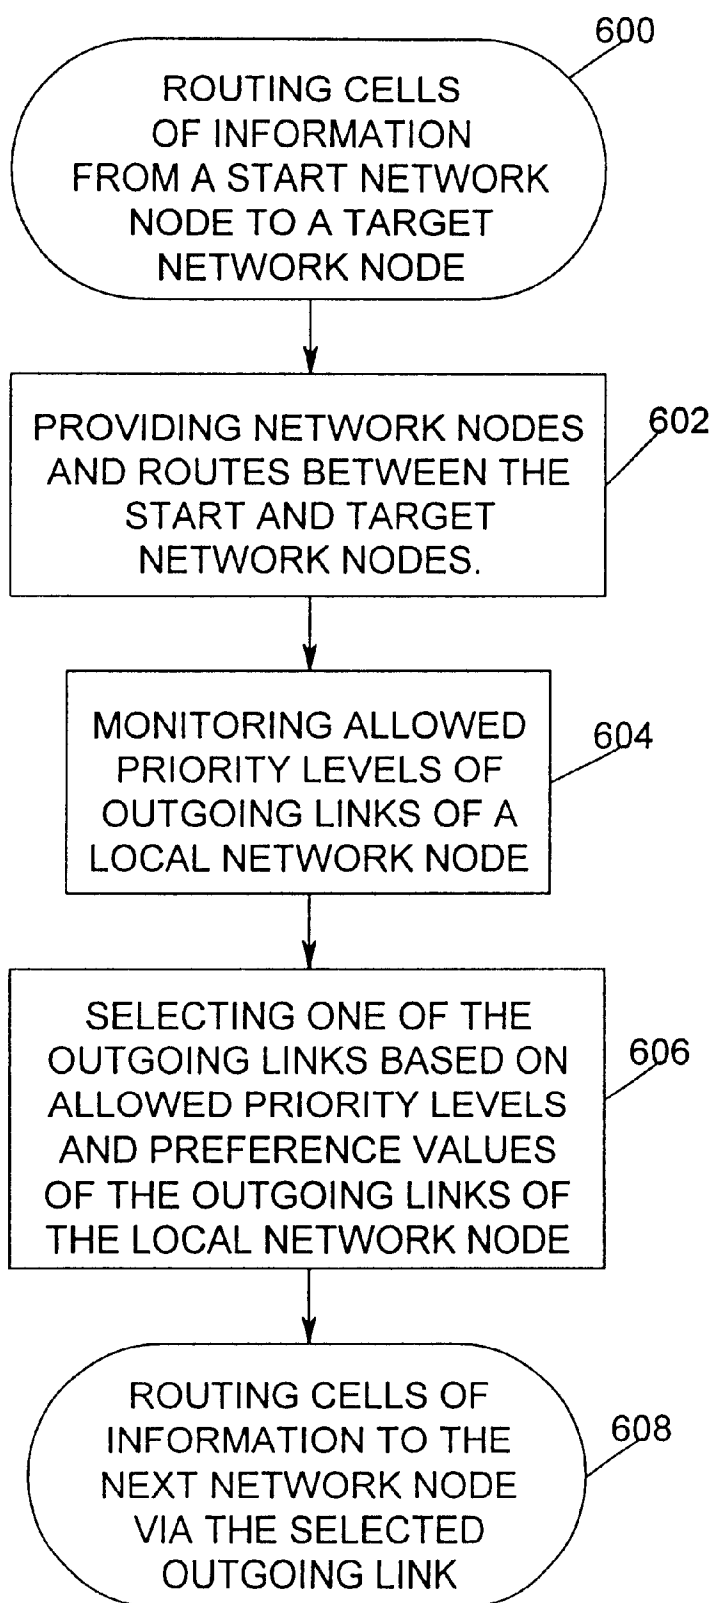 600
ROUTING CELLS
OF INFORMATION
FROM A START NETWORK
NODE TO A TARGET
NETWORK NODE
602
PROVIDING NETWORK NODES
AND ROUTES BETWEEN THE
START AND TARGET
NETWORK NODES.
604
MONITORING ALLOWED
PRIORITY LEVELS OF
OUTGOING LINKS OF A
LOCAL NETWORK NODE
606
SELECTING ONE OF THE
OUTGOING LINKS BASED ON
ALLOWED PRIORITY LEVELS
AND PREFERENCE VALUES
OF THE OUTGOING LINKS OF
THE LOCAL NETWORK NODE
608
ROUTING CELLS OF
INFORMATION TO THE
NEXT NETWORK NODE
VIA THE SELECTED
OUTGOING LINK